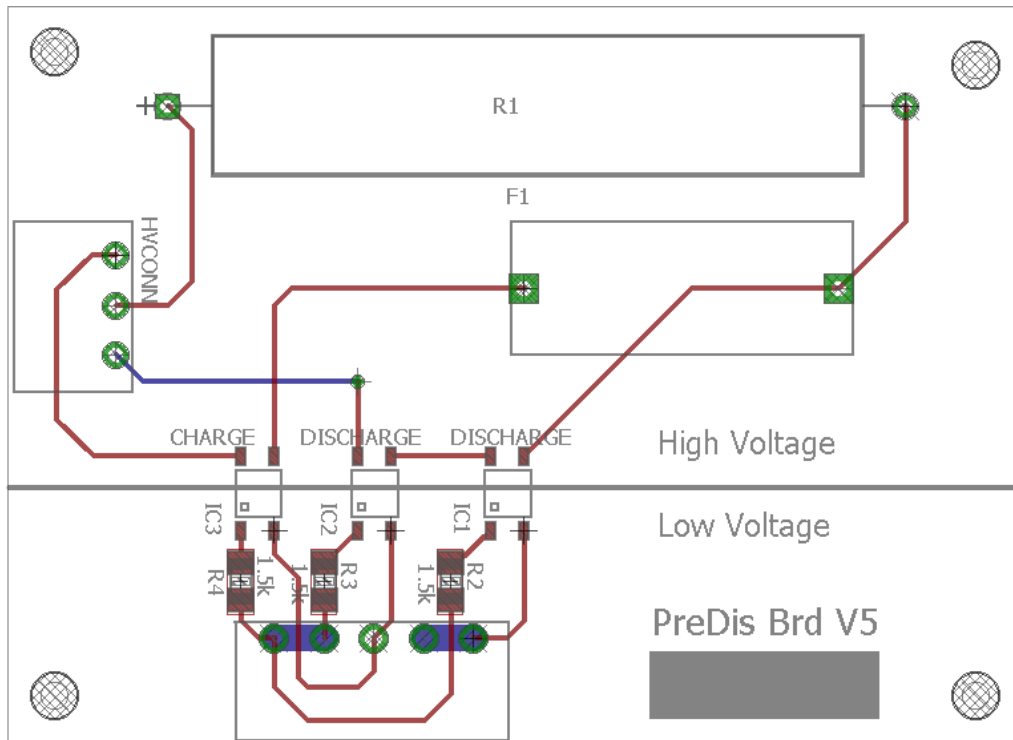 +
R1
F1
HVCONN
CHARGE
DISCHARGE
DISCHARGE
High Voltage
IC3
IC2
IC1
Low Voltage
R4
1.5k
1.5k
R3
1.5k
R2
PreDis Brd V5